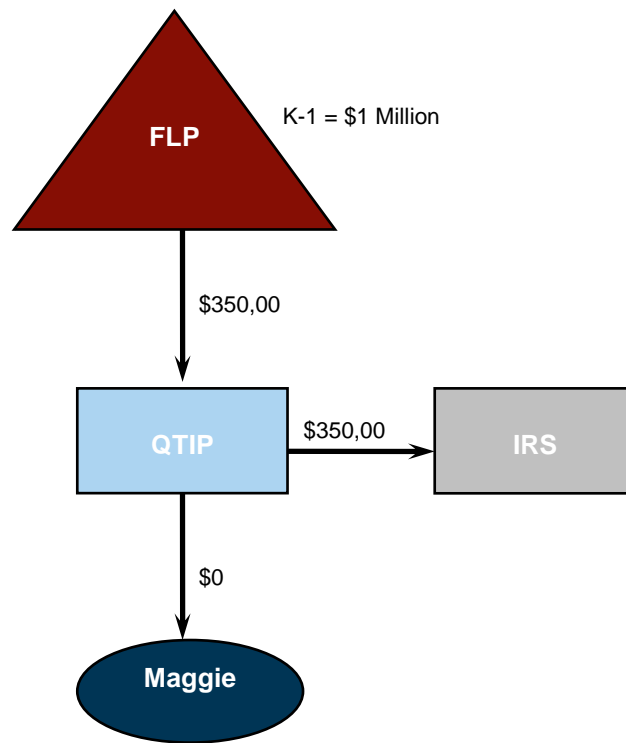 FLP
K-1 = $1 Million
$350,00
QTIP
$350,00
IRS
$0
Maggie